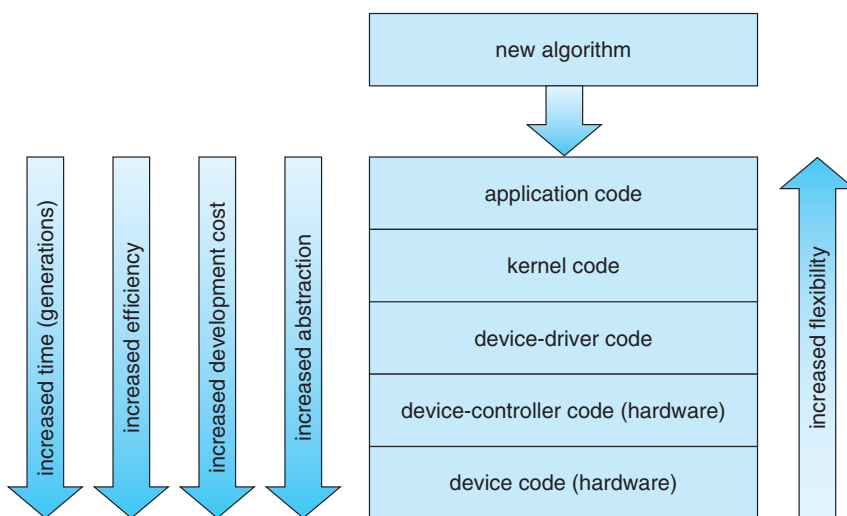 new algorithm
increased time (generations)
increased efficiency
increased development cost
increased abstraction
application code
kernel code
device-driver code
device-controller code (hardware)
device code (hardware)
increased flexibility